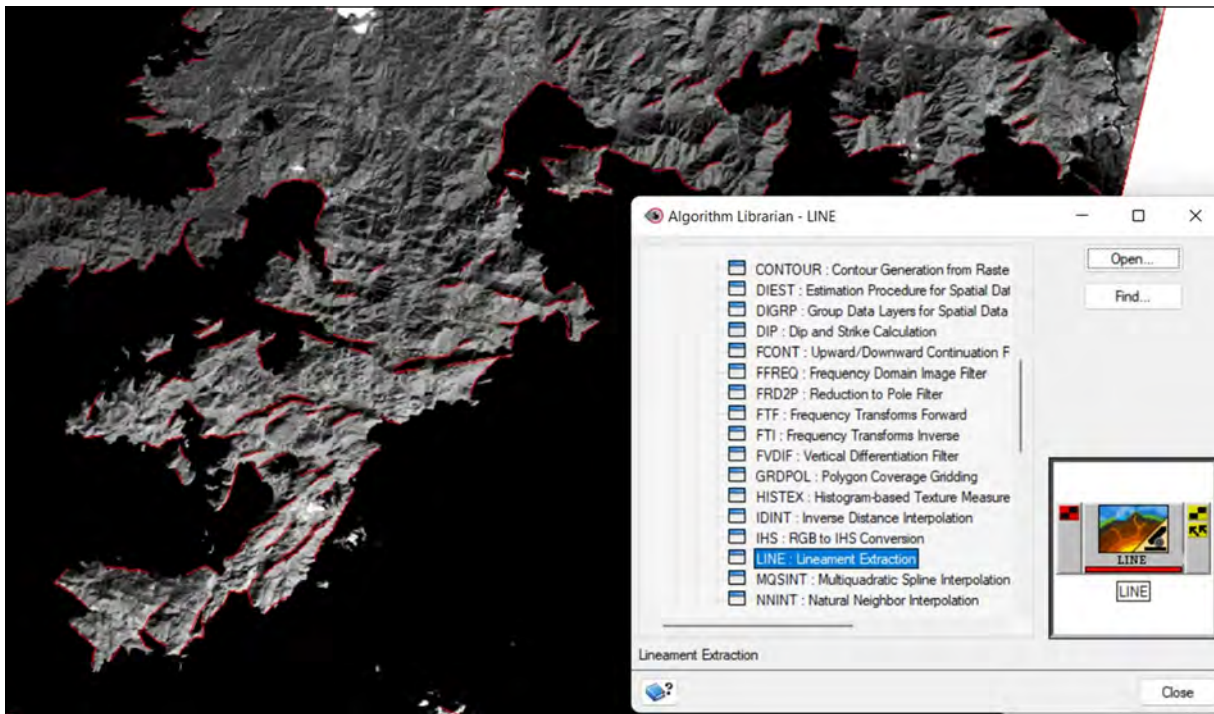 Algorithm Librarian - LINE
Open...
Find...
CONTOUR : Contour Generation from Raste
DIEST : Estimation Procedure for Spatial Dat
DIGRP : Group Data Layers for Spatial Data
DIP : Dip and Strike Calculation
FCONT : Upward/Downward Continuation F
FFREQ : Frequency Domain Image Filter
FRD2P : Reduction to Pole Filter
FTF : Frequency Transforms Forward
FTI : Frequency Transforms Inverse
FVDIF : Vertical Differentiation Filter
GRDPOL : Polygon Coverage Gridding
HISTEX : Histogram-based Texture Measure
IDINT : Inverse Distance Interpolation
IHS : RGB to IHS Conversion
LINE : Lineament Extraction
MQSINT : Multiquadratic Spline Interpolation
NNINT : Natural Neighbor Interpolation
LINE
LINE
Lineament Extraction
?
Close